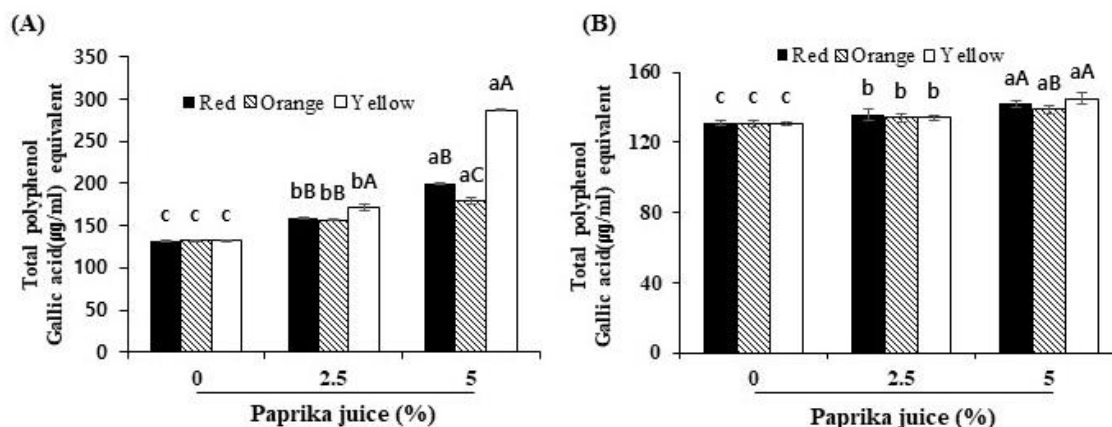 (A)
Total polyphenol
Gallic acid(㎍/ml) equivalent
350
300
250
200
150
100
50
0
Red Orange Yellow
c c c
bB bB bA
aB aC aA
0 2.5 5
Paprika juice (%)
(B)
Total polyphenol
Gallic acid(㎍/ml) equivalent
160
120
80
40
0
Red Orange Yellow
c c c
b b b
aA aB aA
0 2.5 5
Paprika juice (%)